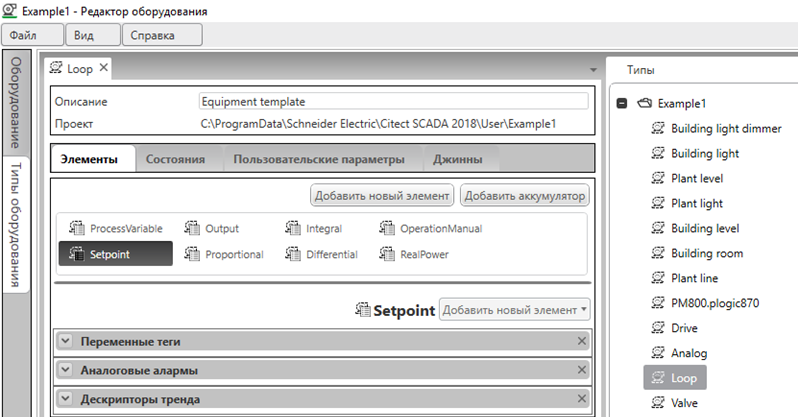 Example1 - Редактор оборудования
Файл Вид Справка
Оборудование
Типы оборудования
Loop
Описание Equipment template
Проект C:\ProgramData\Schneider Electric\Citect SCADA 2018\User\Example1
Элементы Состояния Пользовательские параметры Джинны
Добавить новый элемент Добавить аккумулятор
ProcessVariable Output Integral OperationManual
Setpoint Proportional Differential RealPower
Setpoint Добавить новый элемент
Переменные теги
Аналоговые алармы
Дескрипторы тренда
Типы
Example1
Building light dimmer
Building light
Plant level
Plant light
Building level
Building room
Plant line
PM800.plogic870
Drive
Analog
Loop
Valve